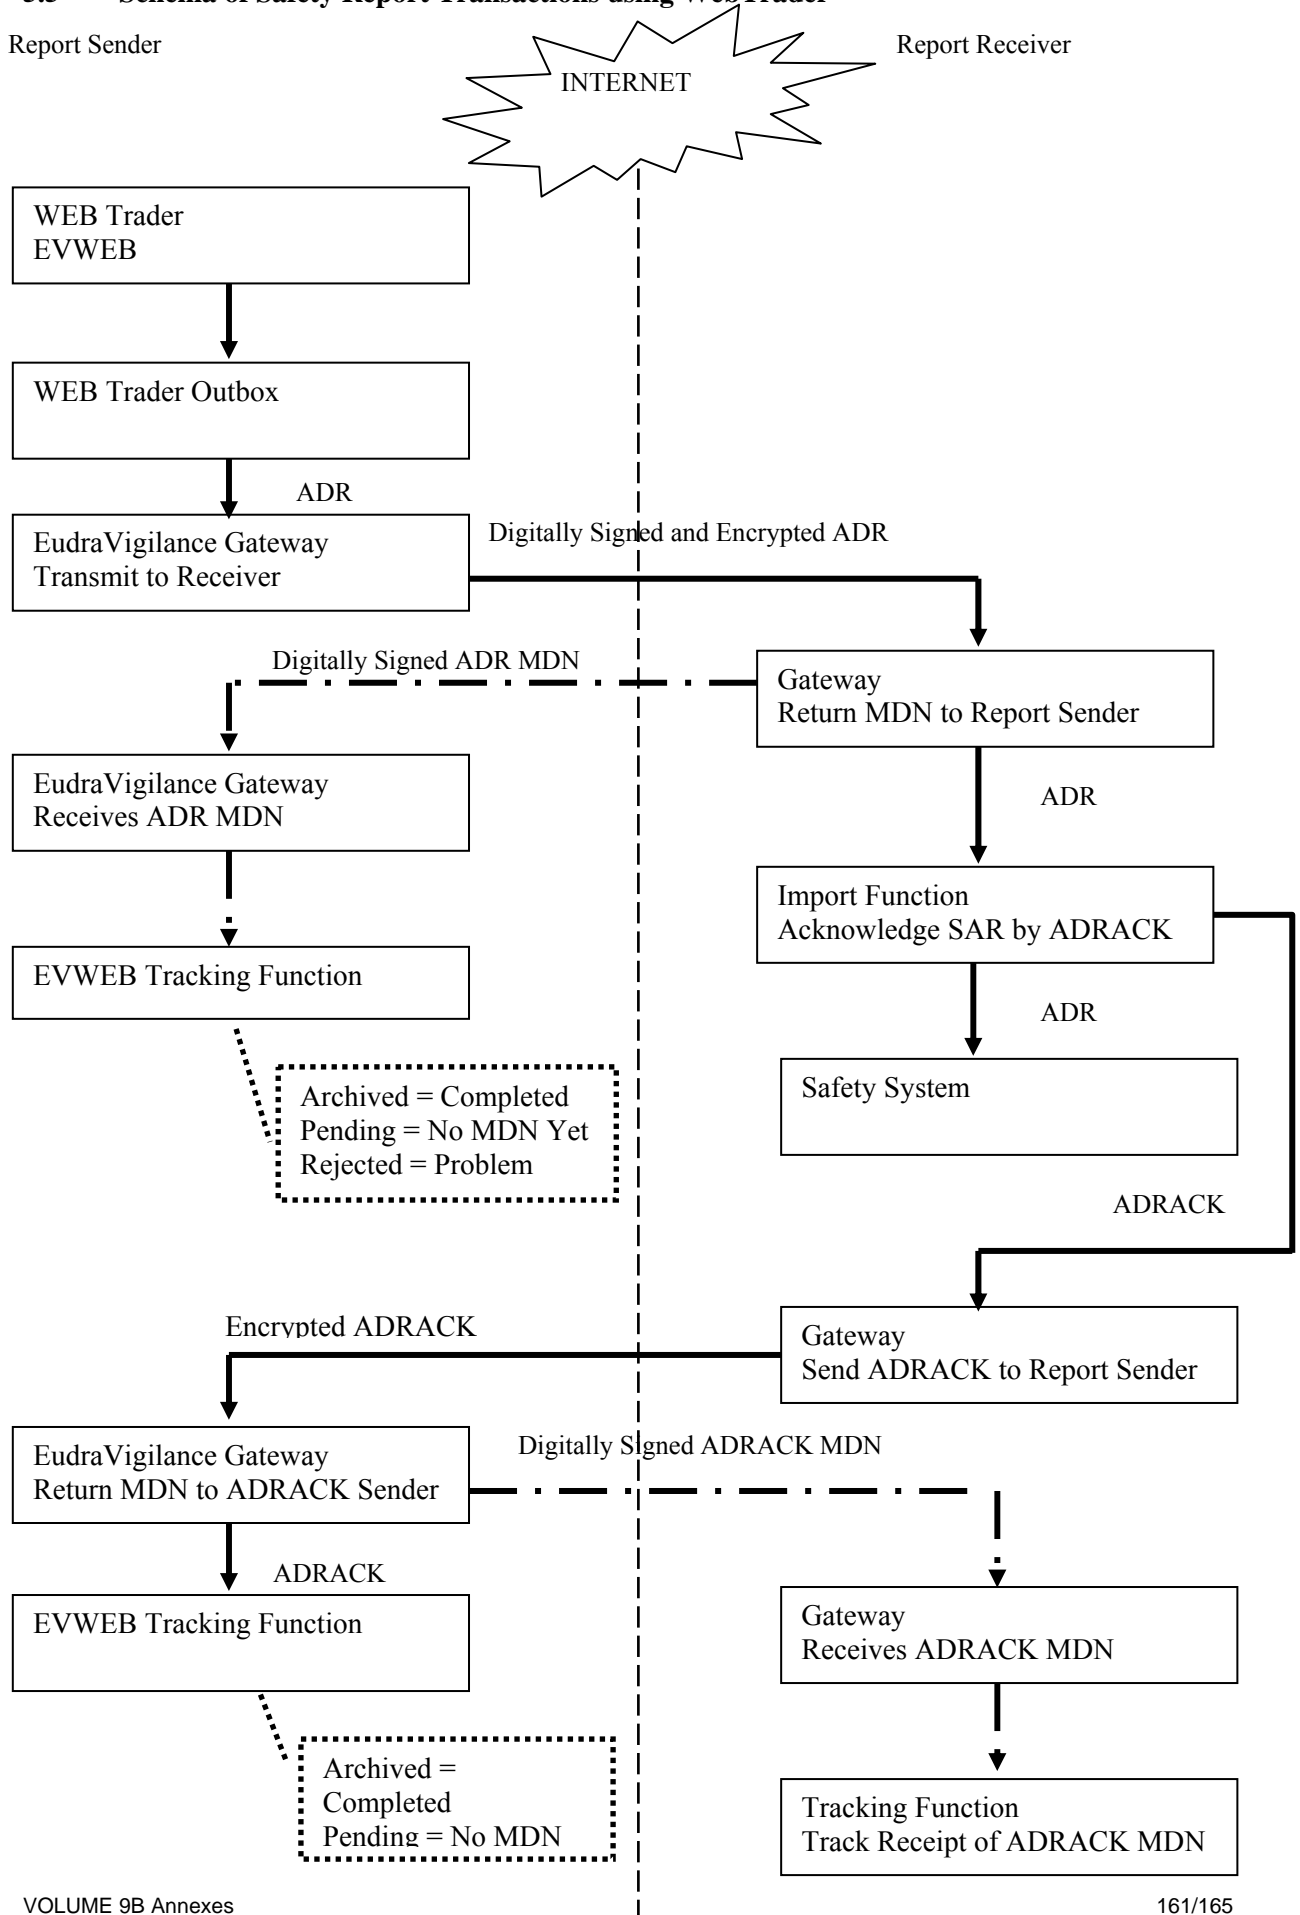 Schema of Safety Report Transactions using WebTrader
Report Sender
Report Receiver
INTERNET
WEB Trader
EVWEB
WEB Trader Outbox
ADR
EudraVigilance Gateway
Transmit to Receiver
Digitally Signed and Encrypted ADR
Digitally Signed ADR MDN
Gateway
Return MDN to Report Sender
EudraVigilance Gateway
Receives ADR MDN
ADR
Import Function
Acknowledge SAR by ADRACK
EVWEB Tracking Function
ADR
Archived = Completed
Pending = No MDN Yet
Rejected = Problem
Safety System
ADRACK
Encrypted ADRACK
Gateway
Send ADRACK to Report Sender
EudraVigilance Gateway
Return MDN to ADRACK Sender
Digitally Signed ADRACK MDN
ADRACK
EVWEB Tracking Function
Gateway
Receives ADRACK MDN
Archived =
Completed
Pending = No MDN
Tracking Function
Track Receipt of ADRACK MDN
VOLUME 9B Annexes
161/165